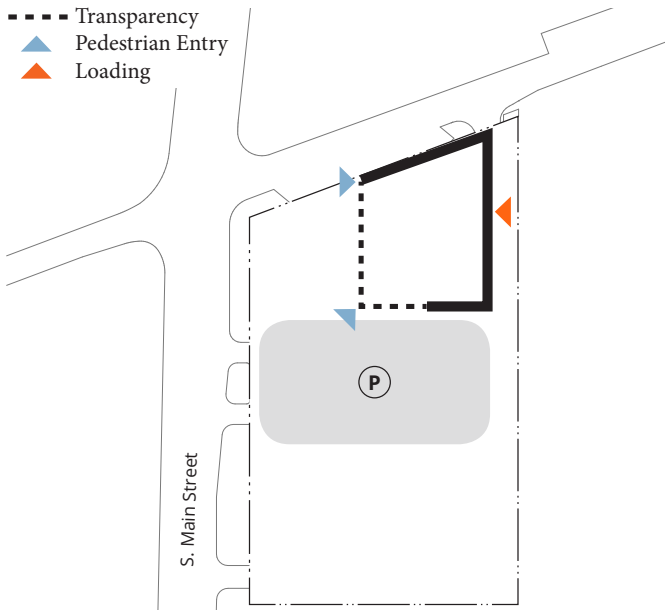 Transparency
Pedestrian Entry
Loading
P
S. Main Street